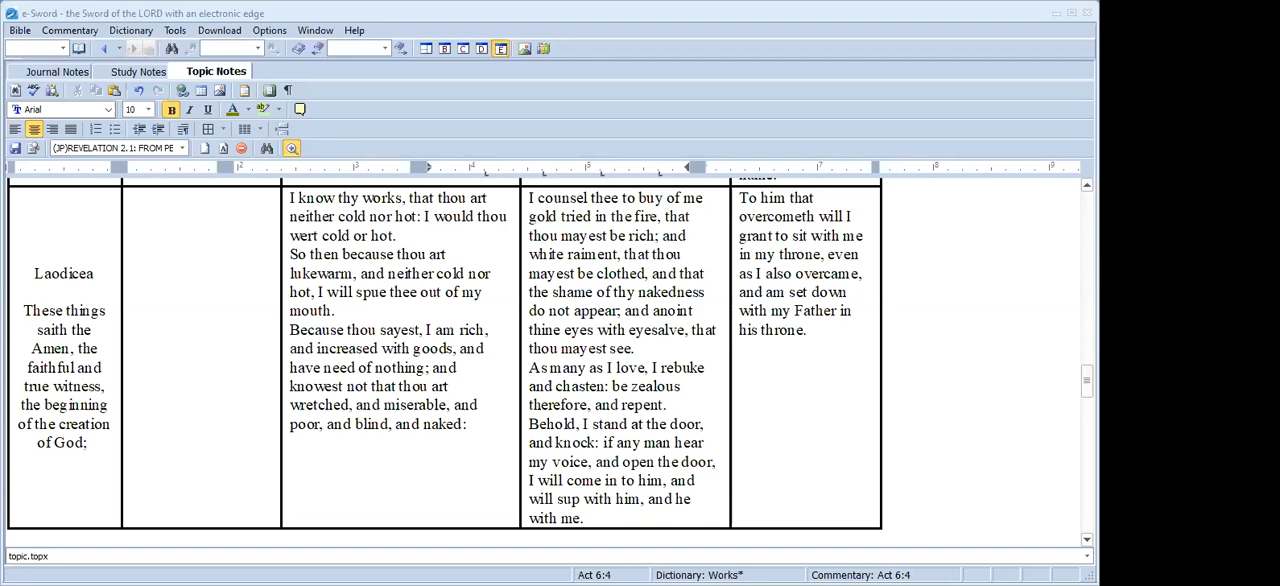 e-Sword - the Sword of the LORD with an electronic edge
Bible Commentary Dictionary Tools Download Options Window Help
B C D E
Journal Notes Study Notes Topic Notes
Arial 10 B I U A ab
(JP)REVELATION 2.1: FROM PE
2 3 4 5 6 7 8 9
Laodicea
These things
saith the
Amen, the
faithful and
true witness,
the beginning
of the creation
of God;
I know thy works, that thou art
neither cold nor hot: I would thou
wert cold or hot.
So then because thou art
lukewarm, and neither cold nor
hot, I will spue thee out of my
mouth.
Because thou sayest, I am rich,
and increased with goods, and
have need of nothing; and
knowest not that thou art
wretched, and miserable, and
poor, and blind, and naked:
I counsel thee to buy of me
gold tried in the fire, that
thou mayest be rich; and
white raiment, that thou
mayest be clothed, and that
the shame of thy nakedness
do not appear; and anoint
thine eyes with eyesalve, that
thou mayest see.
As many as I love, I rebuke
and chasten: be zealous
therefore, and repent.
Behold, I stand at the door,
and knock: if any man hear
my voice, and open the door,
I will come in to him, and
will sup with him, and he
with me.
To him that
overcometh will I
grant to sit with me
in my throne, even
as I also overcame,
and am set down
with my Father in
his throne.
topic.topx
Act 6:4 Dictionary: Works* Commentary: Act 6:4